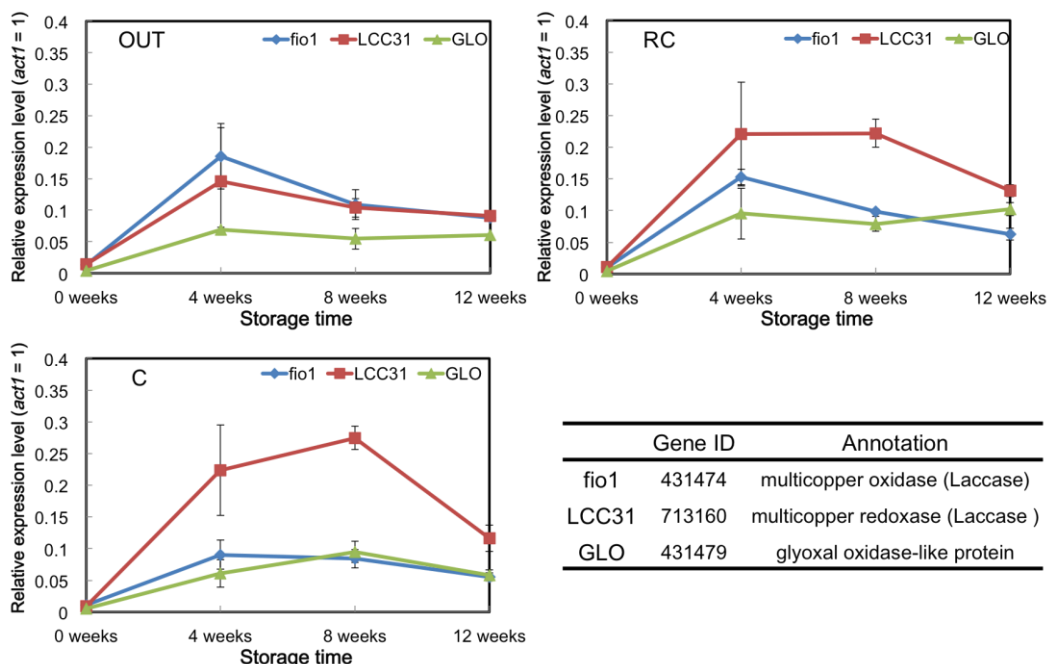 OUT
fio1 LCC31 GLO
Relative expression level (act1 = 1)
0.4
0.35
0.3
0.25
0.2
0.15
0.1
0.05
0
0 weeks 4 weeks 8 weeks 12 weeks
Storage time
RC
fio1 LCC31 GLO
Relative expression level (act1 = 1)
0.4
0.35
0.3
0.25
0.2
0.15
0.1
0.05
0
0 weeks 4 weeks 8 weeks 12 weeks
Storage time
C
fio1 LCC31 GLO
Relative expression level (act1 = 1)
0.4
0.35
0.3
0.25
0.2
0.15
0.1
0.05
0
0 weeks 4 weeks 8 weeks 12 weeks
Storage time
Gene ID Annotation
fio1 431474 multicopper oxidase (Laccase)
LCC31 713160 multicopper redoxase (Laccase )
GLO 431479 glyoxal oxidase-like protein